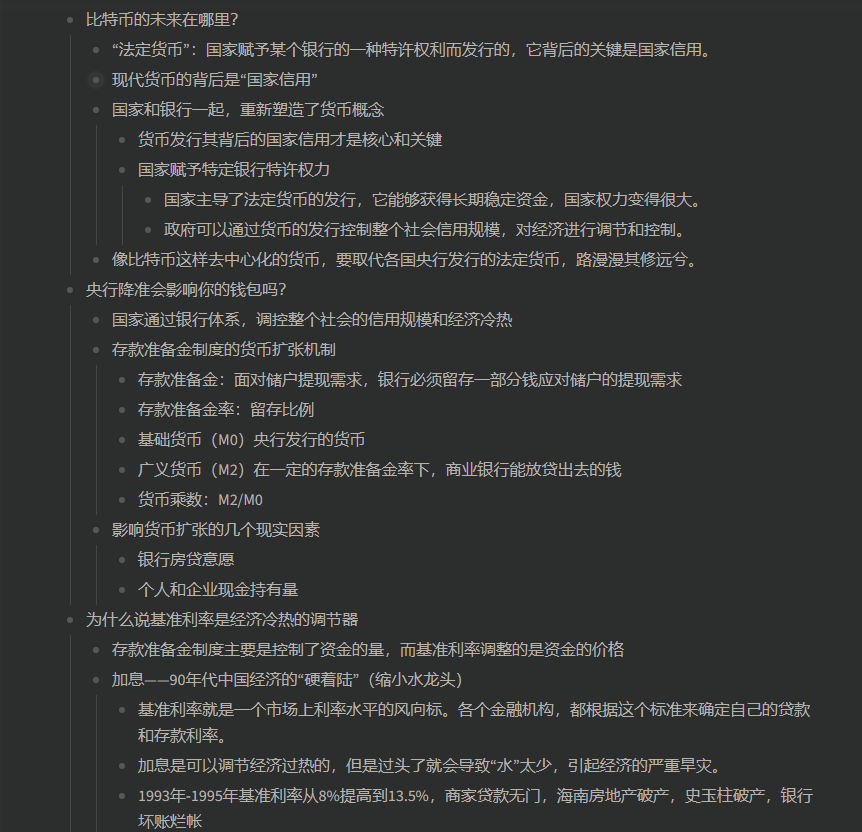 比特币的未来在哪里？
“法定货币”：国家赋予某个银行的一种特许权利而发行的，它背后的关键是国家信用。
现代货币的背后是“国家信用”
国家和银行一起，重新塑造了货币概念
货币发行其背后的国家信用才是核心和关键
国家赋予特定银行特许权力
国家主导了法定货币的发行，它能够获得长期稳定资金，国家权力变得很大。
政府可以通过货币的发行控制整个社会信用规模，对经济进行调节和控制。
像比特币这样去中心化的货币，要取代各国央行发行的法定货币，路漫漫其修远兮。
央行降准会影响你的钱包吗？
国家通过银行体系，调控整个社会的信用规模和经济冷热
存款准备金制度的货币扩张机制
存款准备金：面对储户提现需求，银行必须留存一部分钱应对储户的提现需求
存款准备金率：留存比例
基础货币（M0）央行发行的货币
广义货币（M2）在一定的存款准备金率下，商业银行能放贷出去的钱
货币乘数：M2/M0
影响货币扩张的几个现实因素
银行房贷意愿
个人和企业现金持有量
为什么说基准利率是经济冷热的调节器
存款准备金制度主要是控制了资金的量，而基准利率调整的是资金的价格
加息——90年代中国经济的“硬着陆”（缩小水龙头）
基准利率就是一个市场上利率水平的风向标。各个金融机构，都根据这个标准来确定自己的贷款
和存款利率。
加息是可以调节经济过热的，但是过头了就会导致“水”太少，引起经济的严重旱灾。
1993年-1995年基准利率从8%提高到13.5%，商家贷款无门，海南房地产破产，史玉柱破产，银行
坏账烂帐